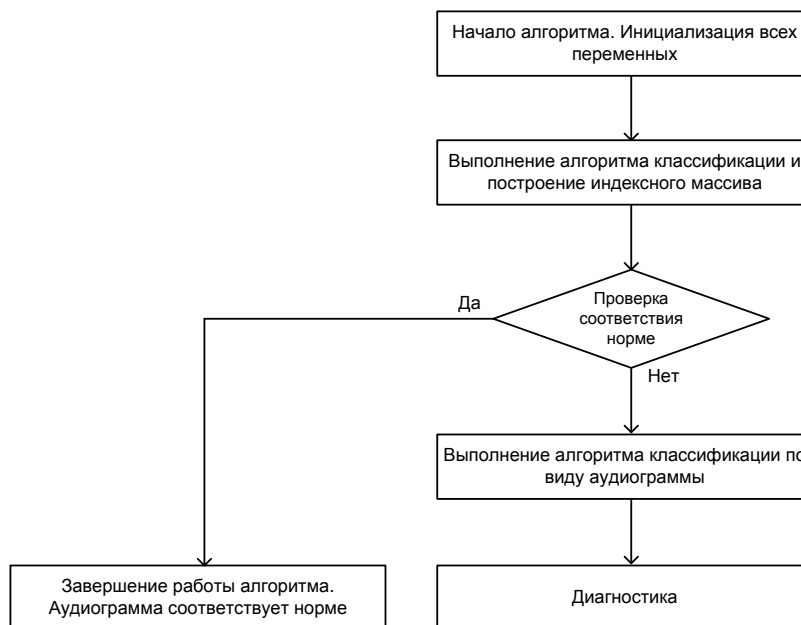 Начало алгоритма. Инициализация всех
переменных
Выполнение алгоритма классификации и
построение индексного массива
Проверка
соответствия
норме
Да
Нет
Выполнение алгоритма классификации по
виду аудиограммы
Завершение работы алгоритма.
Аудиограмма соответствует норме
Диагностика